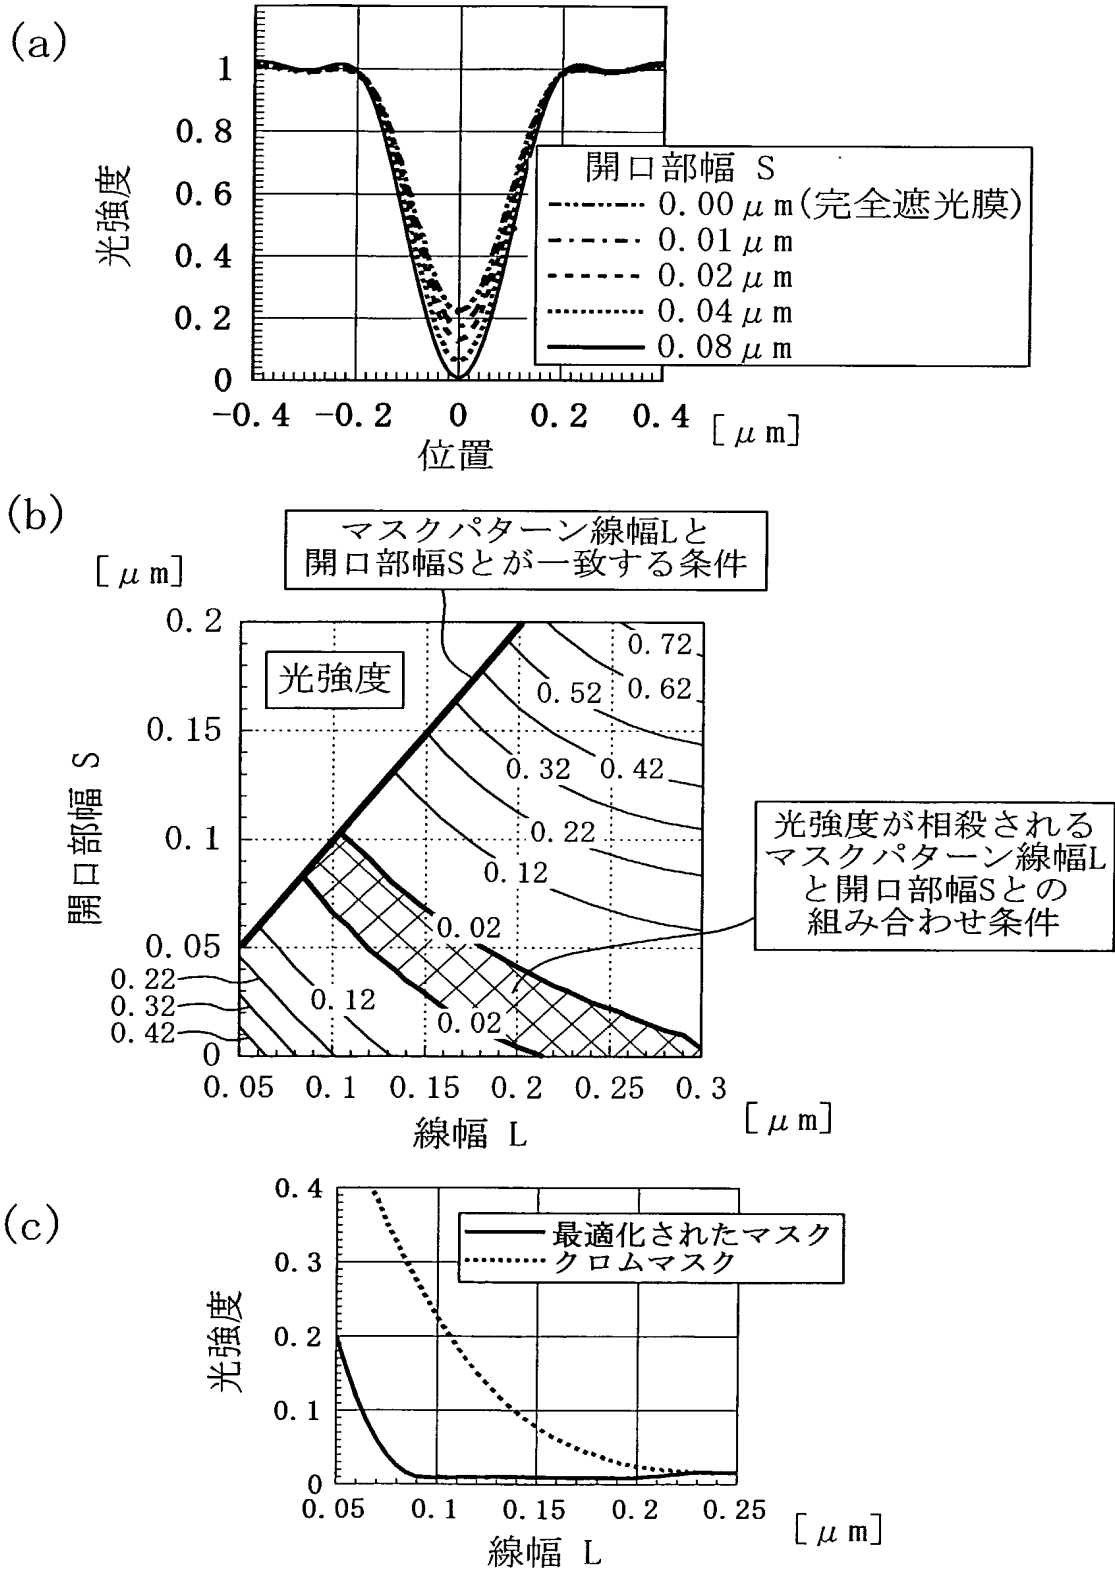 (a)
1
0.8
0.6
0.4
0.2
0
光強度
-0.4 -0.2 0 0.2 0.4 [μm]
位置
開口部幅 S
0.00μm(完全遮光膜)
0.01μm
0.02μm
0.04μm
0.08μm
(b)
マスクパターン線幅Lと
開口部幅Sとが一致する条件
[μm]
0.2
0.15
0.1
0.05
0
開口部幅 S
光強度
0.72
0.62
0.52
0.42
0.32
0.22
0.12
0.02
0.02
0.12
0.22
0.32
0.42
光強度が相殺される
マスクパターン線幅L
と開口部幅Sとの
組み合わせ条件
0.05 0.1 0.15 0.2 0.25 0.3
[μm]
線幅 L
(c)
0.4
0.3
0.2
0.1
0
光強度
最適化されたマスク
クロムマスク
0.05 0.1 0.15 0.2 0.25
[μm]
線幅 L